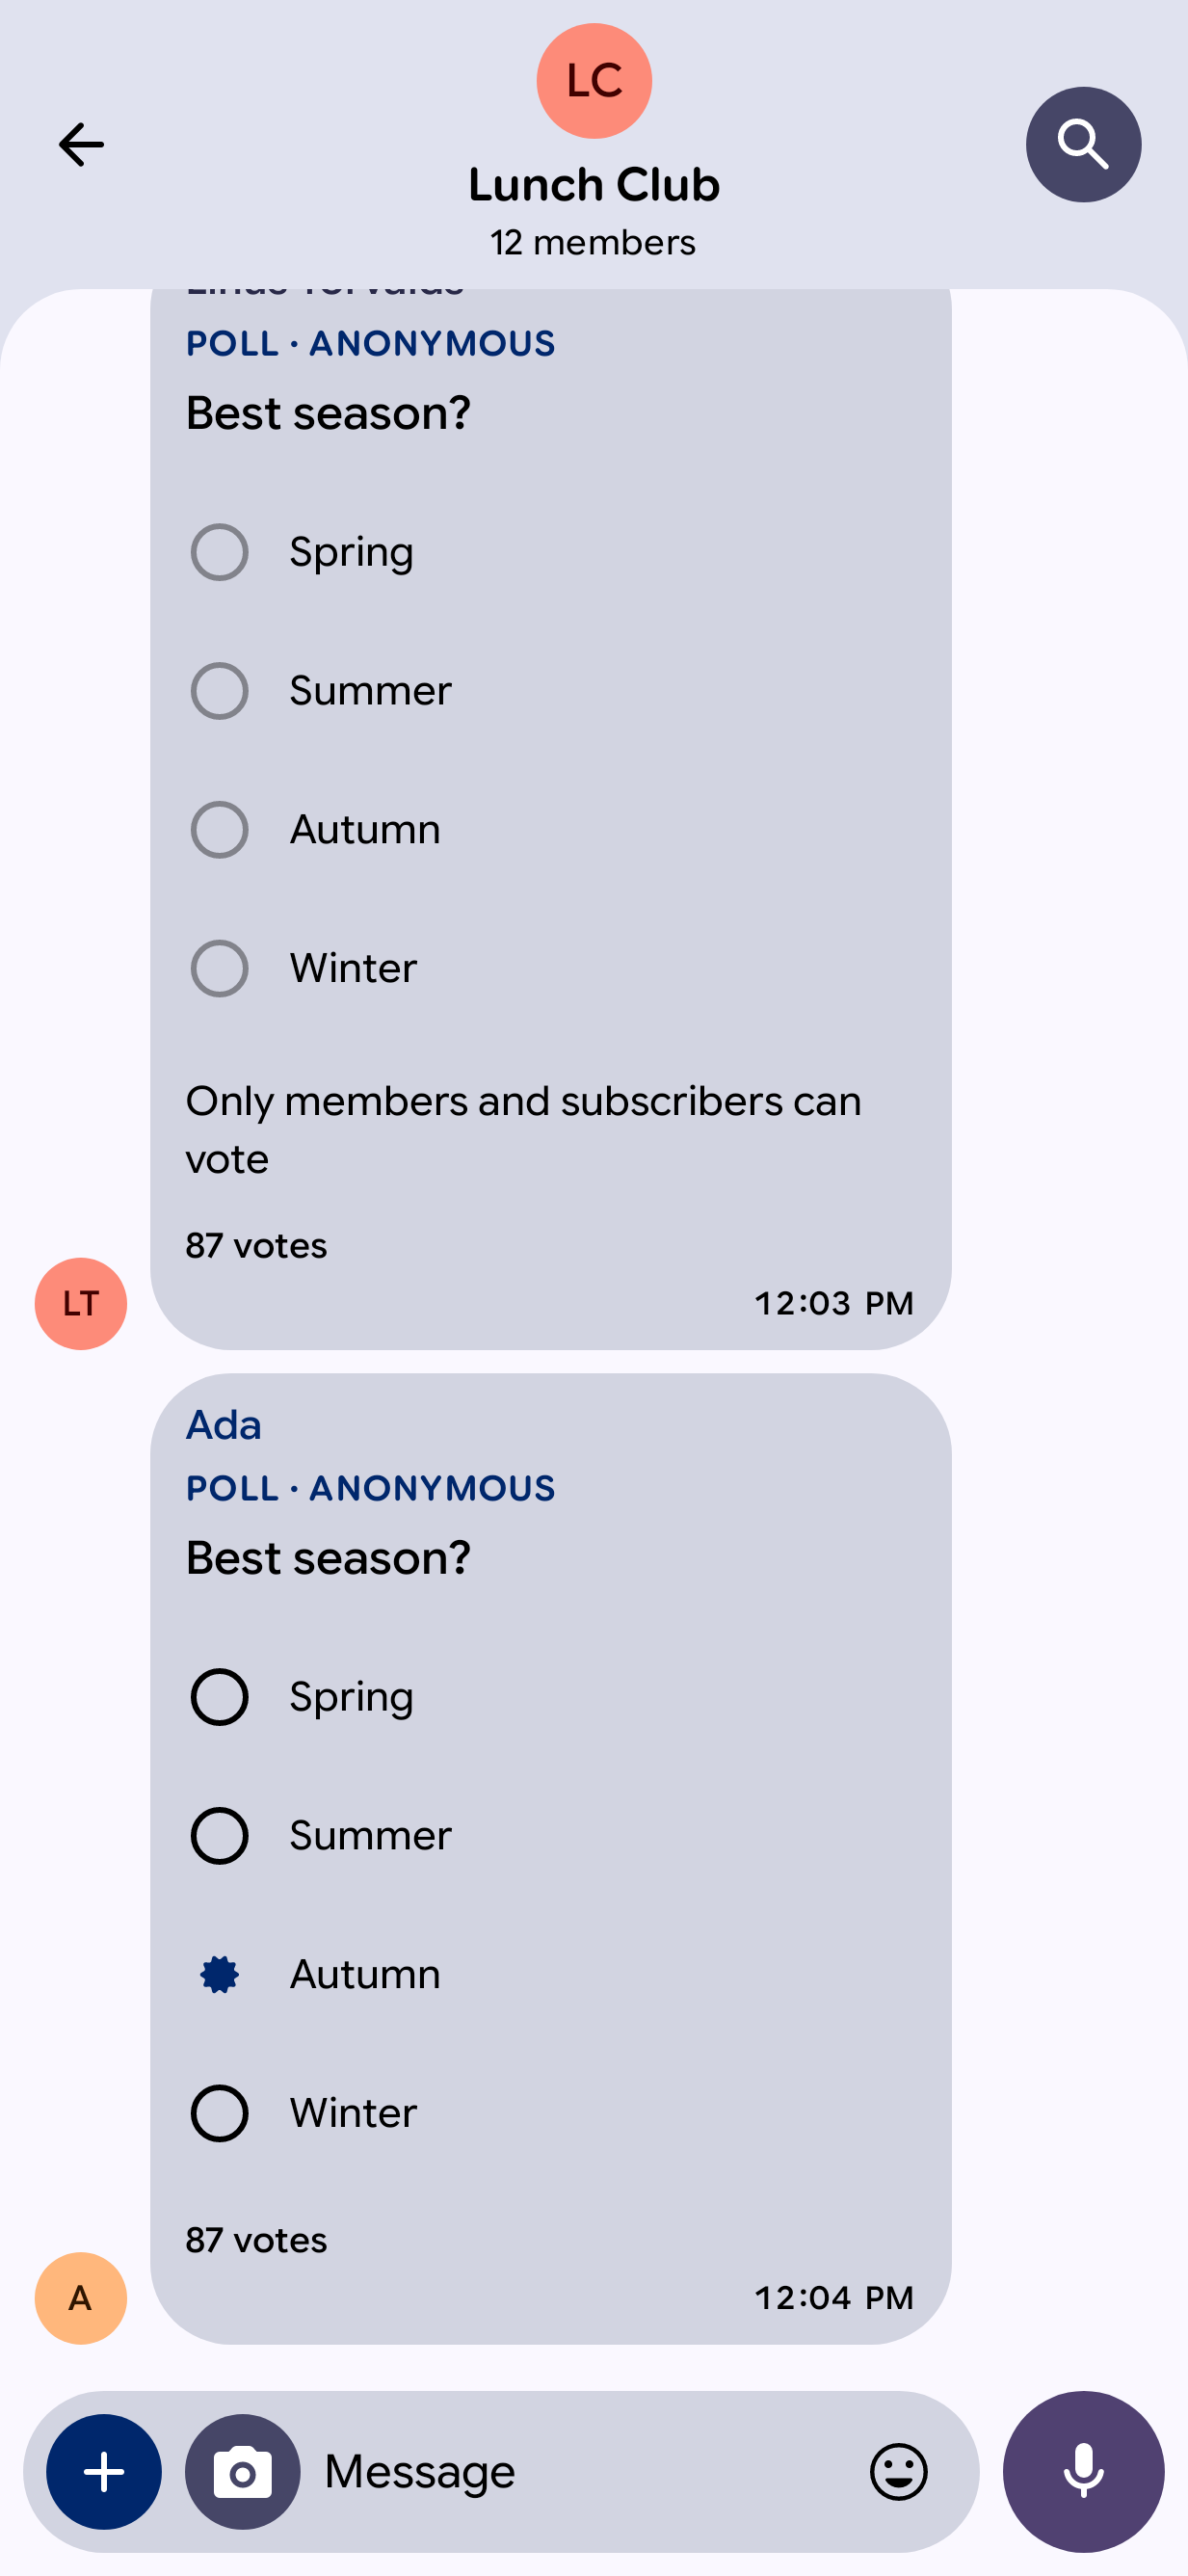 LC
Lunch Club
12 members
POLL · ANONYMOUS
Best season?
Spring
Summer
Autumn
Winter
Only members and subscribers can
vote
87 votes
LT
12:03 PM
Ada
POLL · ANONYMOUS
Best season?
Spring
Summer
Autumn
Winter
87 votes
A
12:04 PM
Message